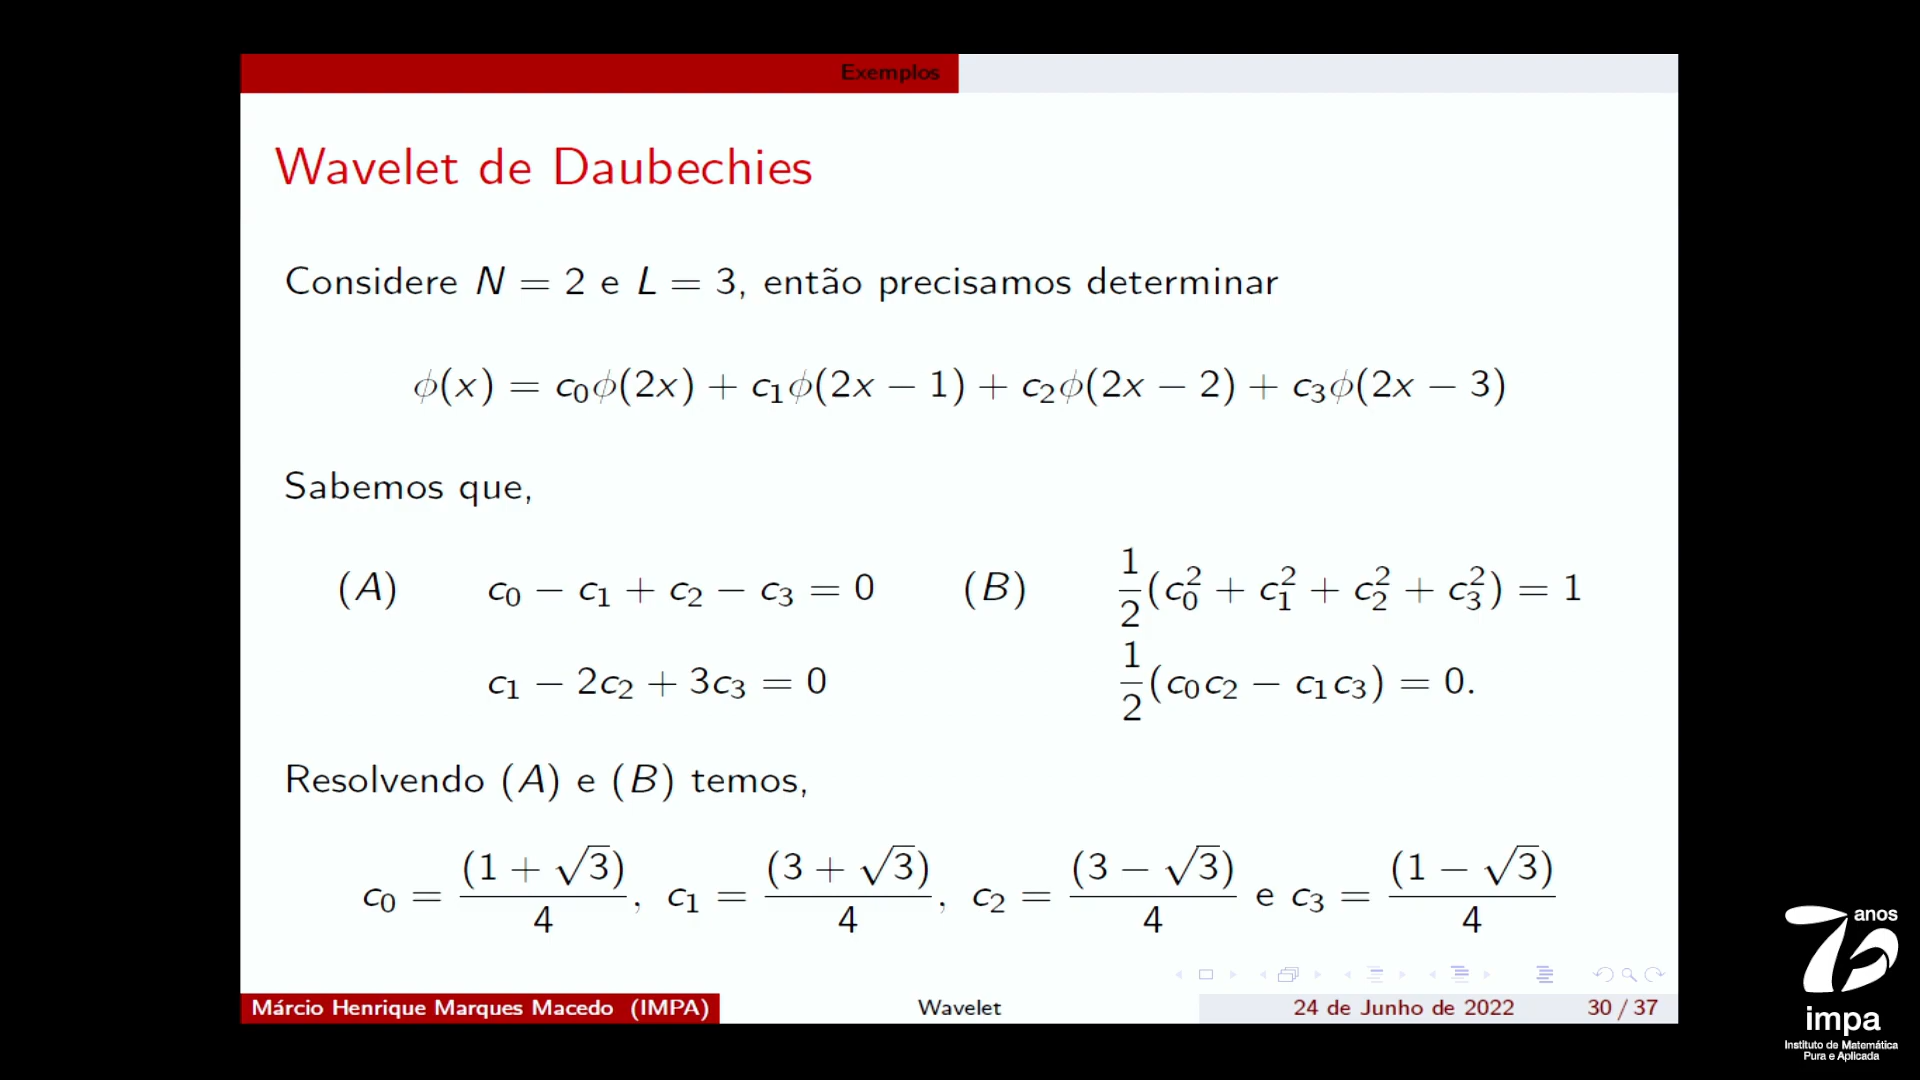 Exemplos
Wavelet de Daubechies
Considere N = 2 e L = 3, então precisamos determinar
ϕ(x) = c₀ϕ(2x) + c₁ϕ(2x − 1) + c₂ϕ(2x − 2) + c₃ϕ(2x − 3)
Sabemos que,
(A) c₀ − c₁ + c₂ − c₃ = 0 (B) 1/2(c₀² + c₁² + c₂² + c₃²) = 1
c₁ − 2c₂ + 3c₃ = 0 1/2(c₀c₂ − c₁c₃) = 0.
Resolvendo (A) e (B) temos,
c₀ = (1 + √3)/4, c₁ = (3 + √3)/4, c₂ = (3 − √3)/4 e c₃ = (1 − √3)/4
Márcio Henrique Marques Macedo (IMPA) Wavelet 24 de Junho de 2022 30 / 37
70 anos
impa
Instituto de Matemática
Pura e Aplicada